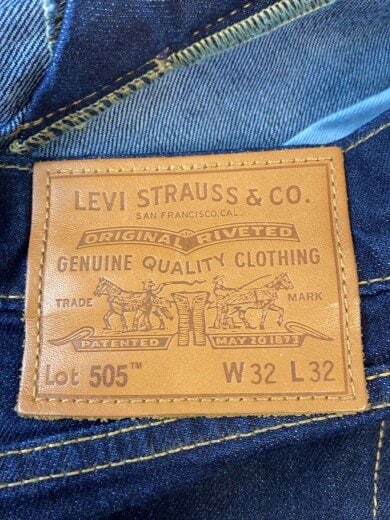 LEVI STRAUSS & CO.
SAN FRANCISCO, CAL.
ORIGINAL RIVETED
GENUINE QUALITY CLOTHING
TRADE MARK
PATENTED MAY 20 1873
Lot 505™ W 32 L 32